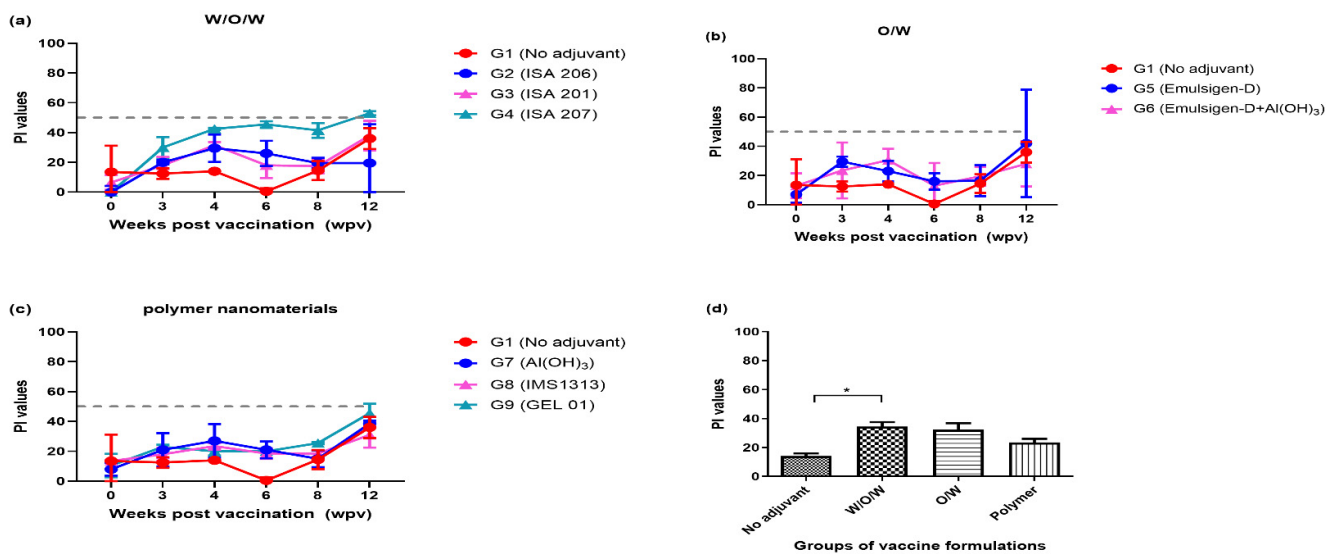 (a)
W/O/W
PI values
100
80
60
40
20
0
0 3 4 6 8 12
Weeks post vaccination (wpv)
G1 (No adjuvant)
G2 (ISA 206)
G3 (ISA 201)
G4 (ISA 207)
(b)
O/W
PI values
100
80
60
40
20
0
0 3 4 6 8 12
Weeks post vaccination (wpv)
G1 (No adjuvant)
G5 (Emulsigen-D)
G6 (Emulsigen-D+Al(OH)₃)
(c)
polymer nanomaterials
PI values
100
80
60
40
20
0
0 3 4 6 8 12
Weeks post vaccination (wpv)
G1 (No adjuvant)
G7 (Al(OH)₃)
G8 (IMS1313)
G9 (GEL 01)
(d)
PI values
100
80
60
40
20
0
*
No adjuvant
W/O/W
O/W
Polymer
Groups of vaccine formulations